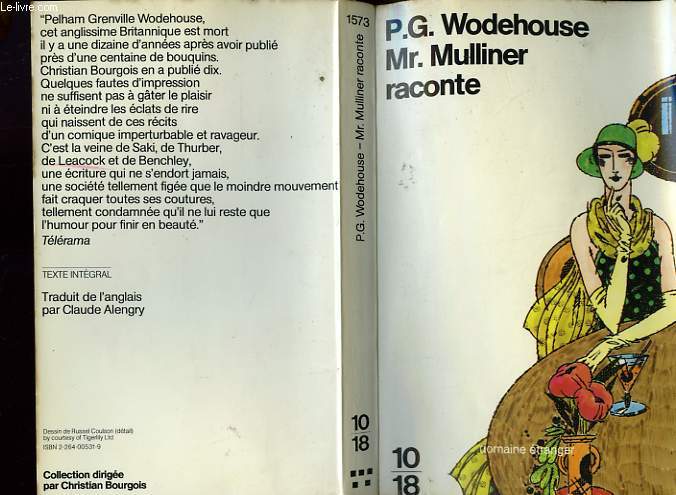 "Pelham Grenville Wodehouse,
cet anglissime Britannique est mort
il y a une dizaine d'années après avoir publié
près d'une centaine de bouquins.
Christian Bourgois en a publié dix.
Quelques fautes d'impression
ne suffisent pas à gâter le plaisir
ni à éteindre les éclats de rire
qui naissent de ces récits
d'un comique imperturbable et ravageur.
C'est la veine de Saki, de Thurber,
de Leacock et de Benchley,
une écriture qui ne s'endort jamais,
une société tellement figée que le moindre mouvement
fait craquer toutes ses coutures,
tellement condamnée qu'il ne lui reste que
l'humour pour finir en beauté."
Télérama
TEXTE INTÉGRAL
Traduit de l'anglais
par Claude Alengry
Dessin de Russel Coulson (détail)
by courtesy of Tigerlily Ltd
ISBN 2-264-00531-9
Collection dirigée
par Christian Bourgois
1573
P.G. Wodehouse – Mr. Mulliner raconte
10
18
P.G. Wodehouse
Mr. Mulliner
raconte
domaine étranger
10
18
www.le-livre.com